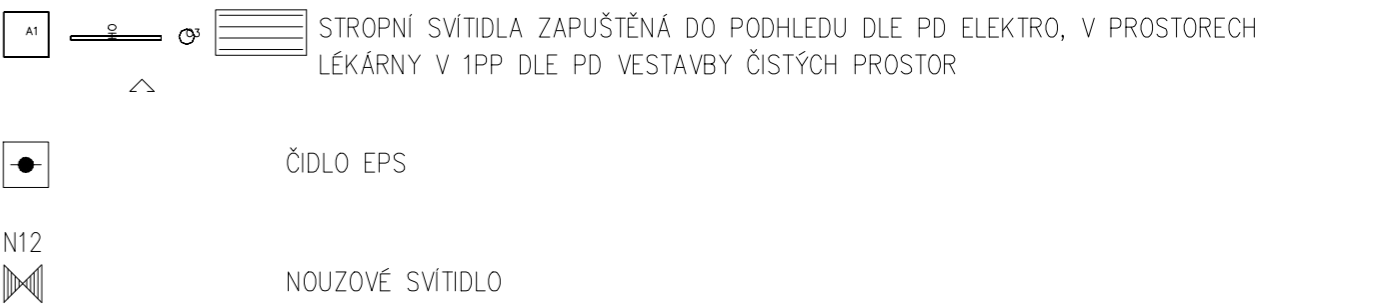 A1 STROPNÍ SVÍTIDLA ZAPUŠTĚNÁ DO PODHLEDU DLE PD ELEKTRO, V PROSTORECH
LÉKÁRNY V 1PP DLE PD VESTAVBY ČISTÝCH PROSTOR
ČIDLO EPS
N12
NOUZOVÉ SVÍTIDLO